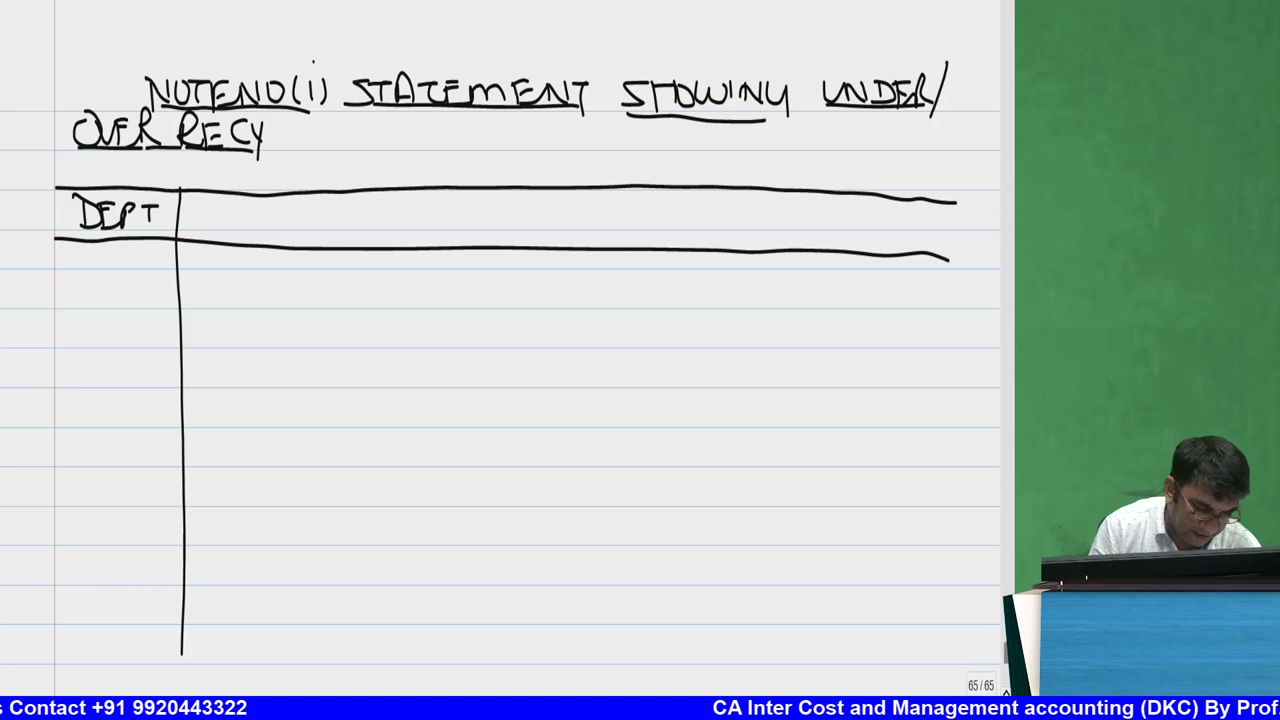 NOTE NO (i) STATEMENT SHOWING UNDER/
OVER RECY
DEPT
65 / 65
s Contact +91 9920443322
CA Inter Cost and Management accounting (DKC) By Prof.